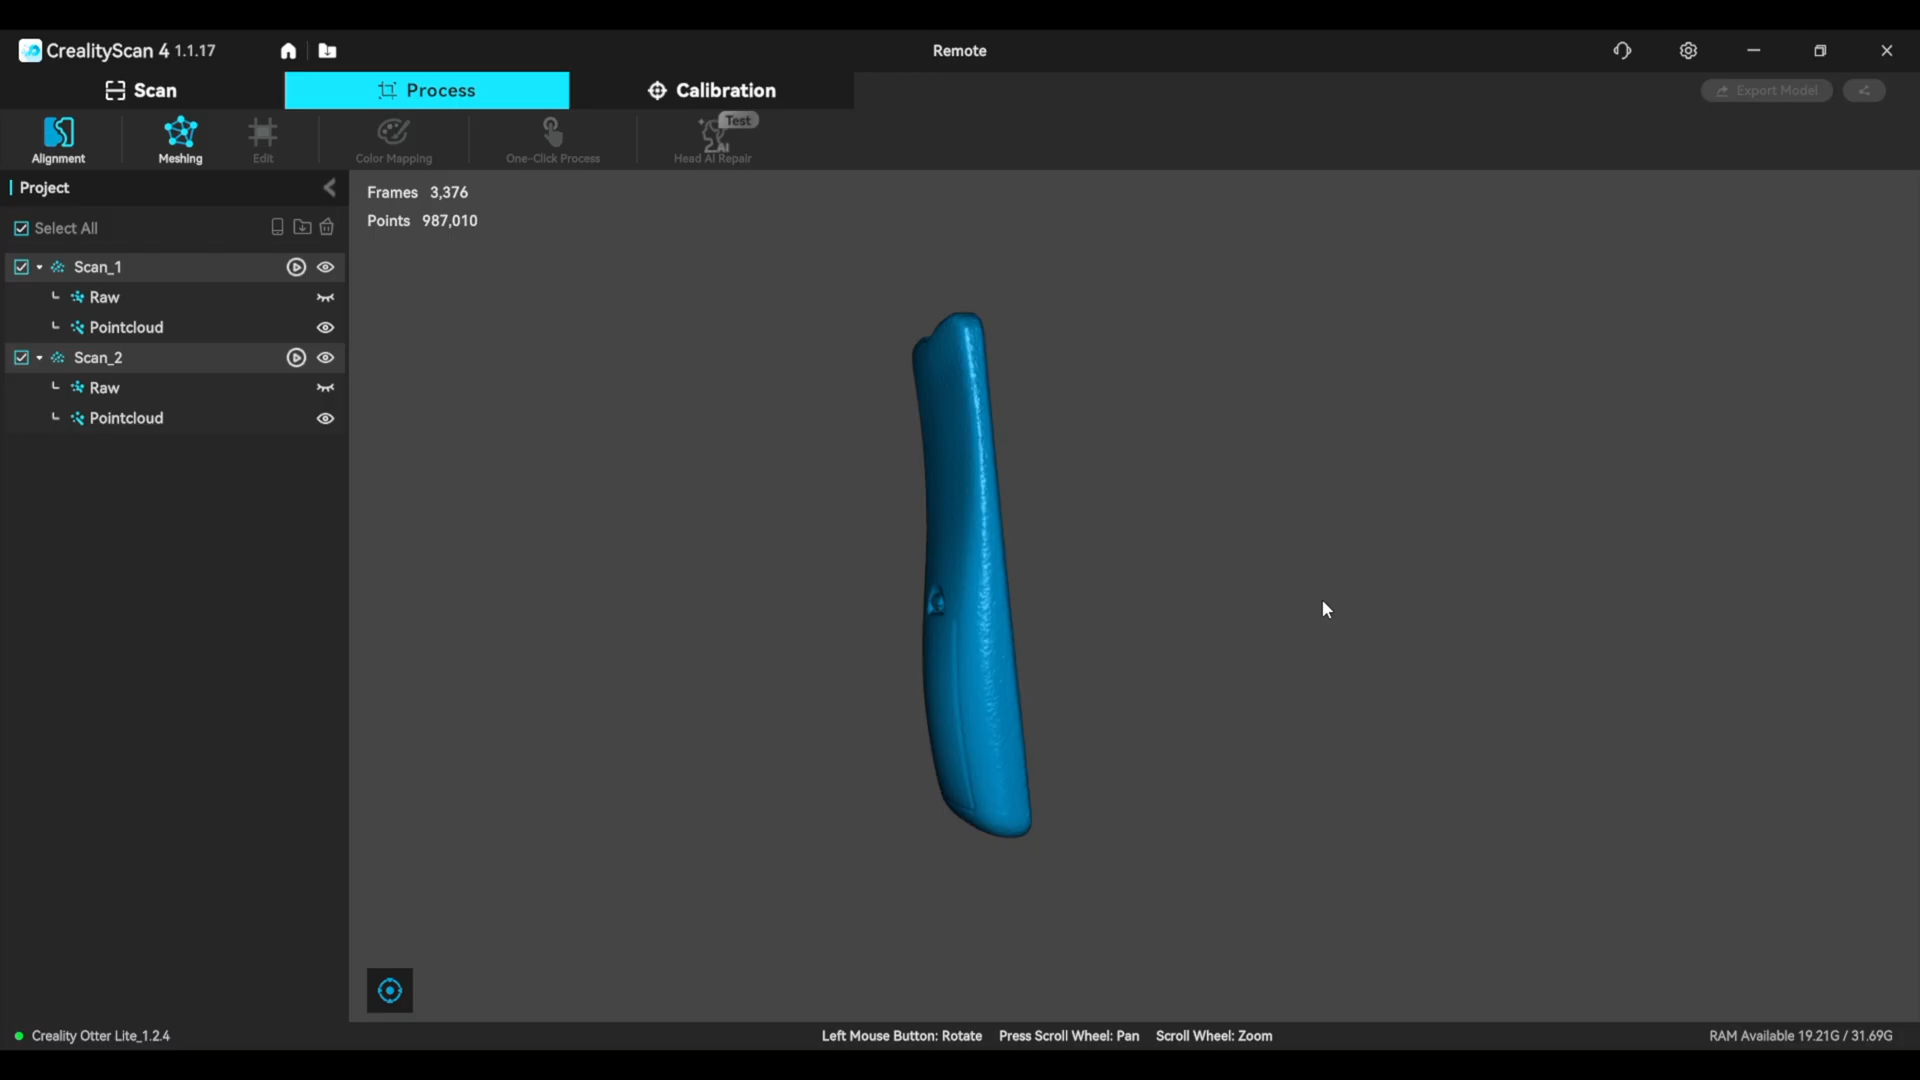 CrealityScan 4 1.1.17
Remote
Scan
Process
Calibration
Export Model
Alignment
Meshing
Edit
Color Mapping
One-Click Process
Test
AI
Head AI Repair
Project
Frames 3,376
Points 987,010
Select All
Scan_1
Raw
Pointcloud
Scan_2
Raw
Pointcloud
Creality Otter Lite_1.2.4
Left Mouse Button: Rotate Press Scroll Wheel: Pan Scroll Wheel: Zoom
RAM Available 19.21G / 31.69G